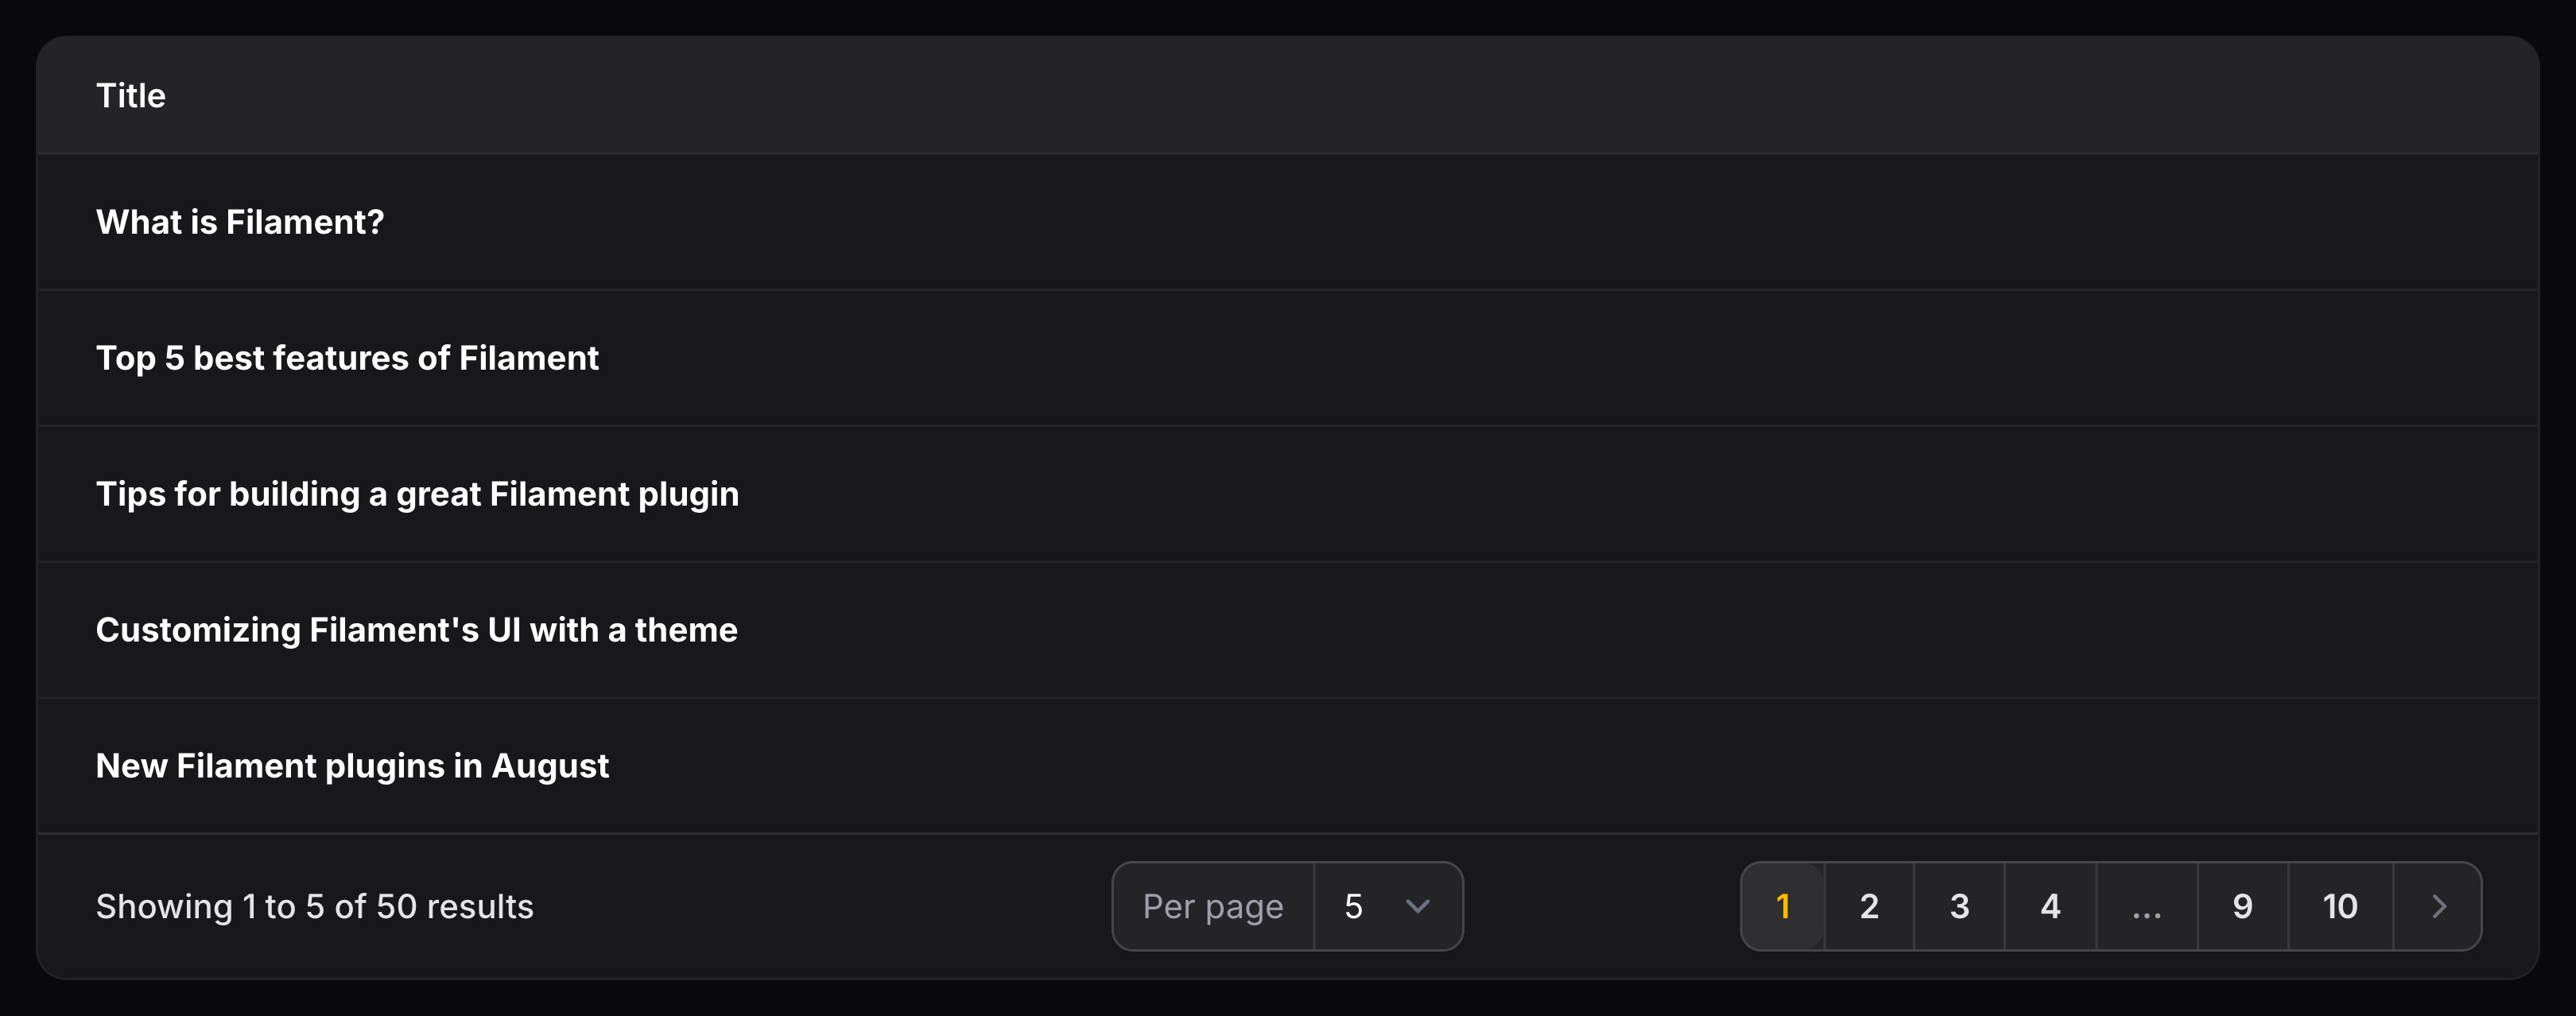 Title
What is Filament?
Top 5 best features of Filament
Tips for building a great Filament plugin
Customizing Filament's UI with a theme
New Filament plugins in August
Showing 1 to 5 of 50 results Per page 5 1 2 3 4 ... 9 10